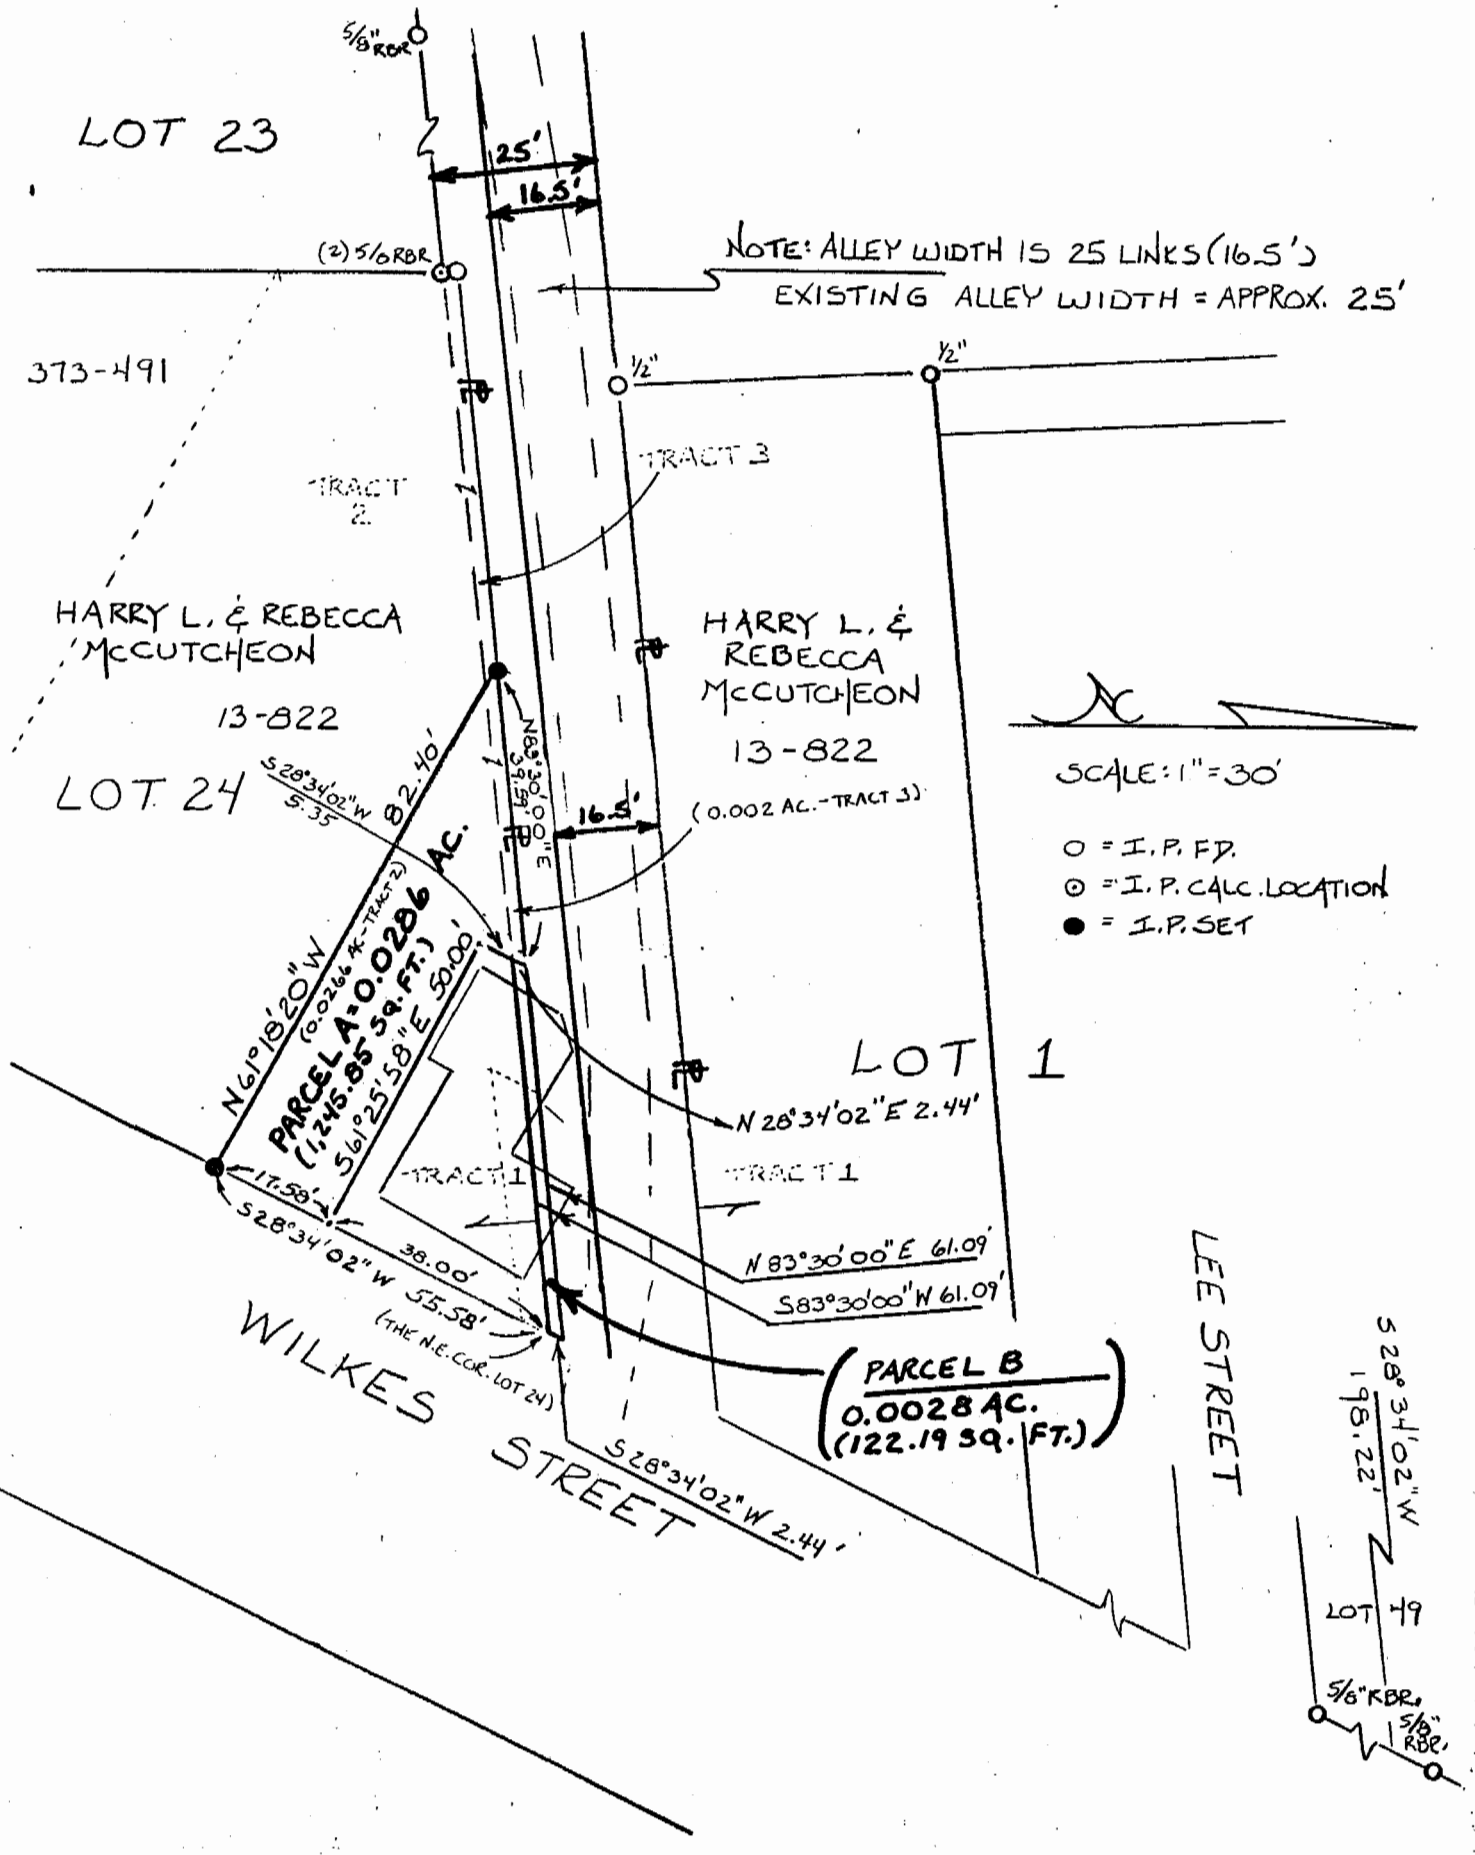 5/8" RBR
LOT 23
25'
16.5'
(2) 5/8 RBR
NOTE: ALLEY WIDTH IS 25 LINKS (16.5')
EXISTING ALLEY WIDTH = APPROX. 25'
373-491
1/2"
1/2"
TRACT 3
TRACT
2
HARRY L. & REBECCA
McCUTCHEON
13-822
LOT 24
HARRY L. &
REBECCA
McCUTCHEON
13-822
(0.002 AC.-TRACT 3)
SCALE: 1" = 30'
O = I.P. FD.
⊙ = I.P. CALC. LOCATION
● = I.P. SET
S 28°34'02" W
5.35
82.40'
N 83°30'00" E
39.59'
16.5'
N 61°18'20" W
(0.0266 AC-TRACT 2)
PARCEL A = 0.0286 AC.
(1,245.85 SQ. FT.)
S 61°25'58" E 50.00'
LOT 1
N 28°34'02" E 2.44'
TRACT 1
TRACT 1
17.58'
38.00'
S 28°34'02" W 55.58'
(THE N.E. COR. LOT 24)
N 83°30'00" E 61.09'
S 83°30'00" W 61.09'
WILKES STREET
PARCEL B
0.0028 AC.
(122.19 SQ. FT.)
S 28°34'02" W 2.44'
LEE STREET
S 28°34'02" W
198.22'
LOT 49
5/8" RBR.
5/8"
RBR.